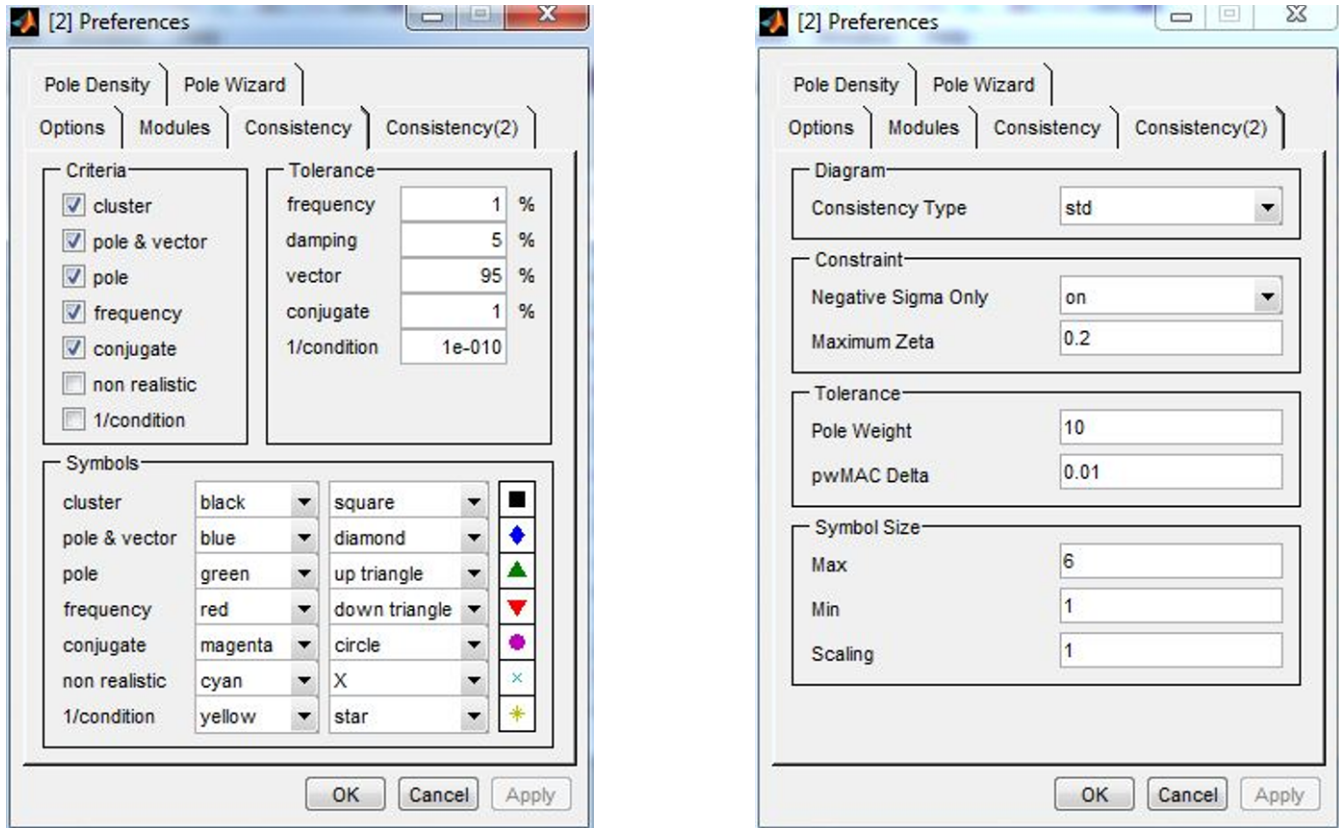 [2] Preferences
Pole Density Pole Wizard
Options Modules Consistency Consistency(2)
Criteria
cluster
pole & vector
pole
frequency
conjugate
non realistic
1/condition
Tolerance
frequency 1 %
damping 5 %
vector 95 %
conjugate 1 %
1/condition 1e-010
Symbols
cluster black square
pole & vector blue diamond
pole green up triangle
frequency red down triangle
conjugate magenta circle
non realistic cyan X
1/condition yellow star
OK Cancel Apply
[2] Preferences
Pole Density Pole Wizard
Options Modules Consistency Consistency(2)
Diagram
Consistency Type std
Constraint
Negative Sigma Only on
Maximum Zeta 0.2
Tolerance
Pole Weight 10
pwMAC Delta 0.01
Symbol Size
Max 6
Min 1
Scaling 1
OK Cancel Apply